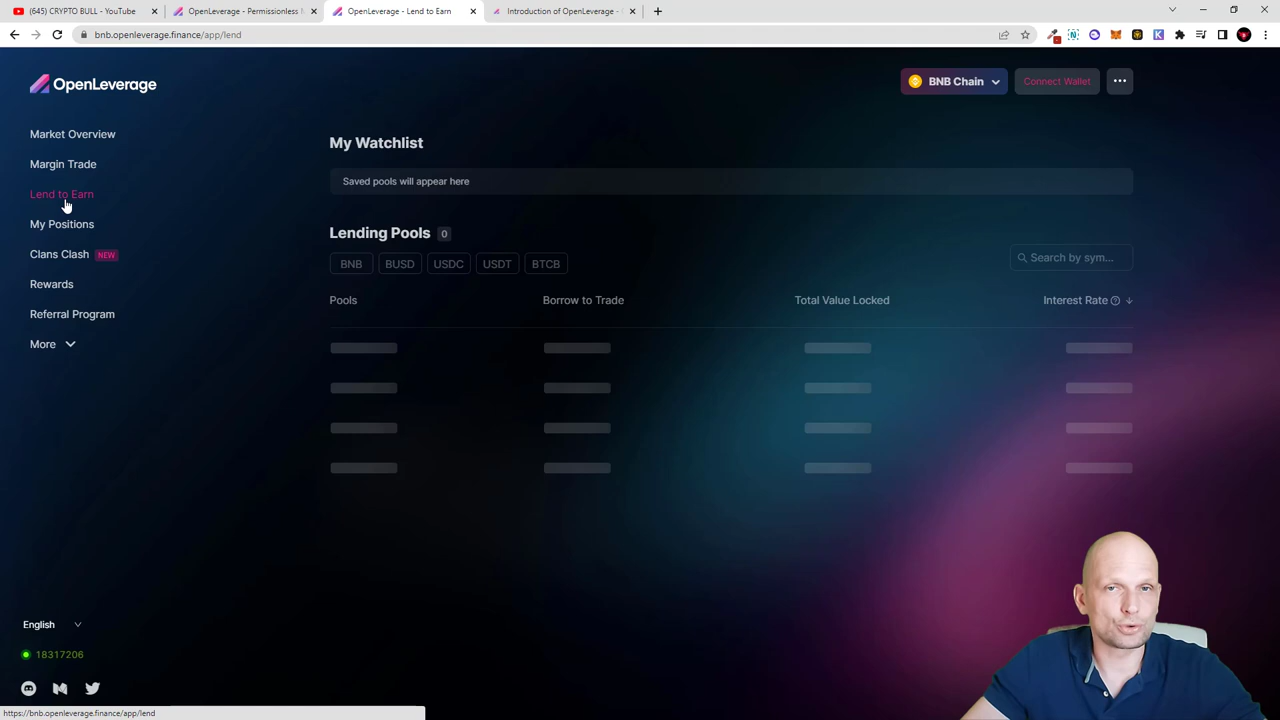 (645) CRYPTO BULL - YouTube
OpenLeverage - Permissionless
OpenLeverage - Lend to Earn
Introduction of OpenLeverage -
bnb.openleverage.finance/app/lend
OpenLeverage
BNB Chain
Connect Wallet
Market Overview
Margin Trade
Lend to Earn
My Positions
Clans Clash NEW
Rewards
Referral Program
More
My Watchlist
Saved pools will appear here
Lending Pools 0
BNB BUSD USDC USDT BTCB
Search by sym...
Pools Borrow to Trade Total Value Locked Interest Rate
English
18317206
https://bnb.openleverage.finance/app/lend